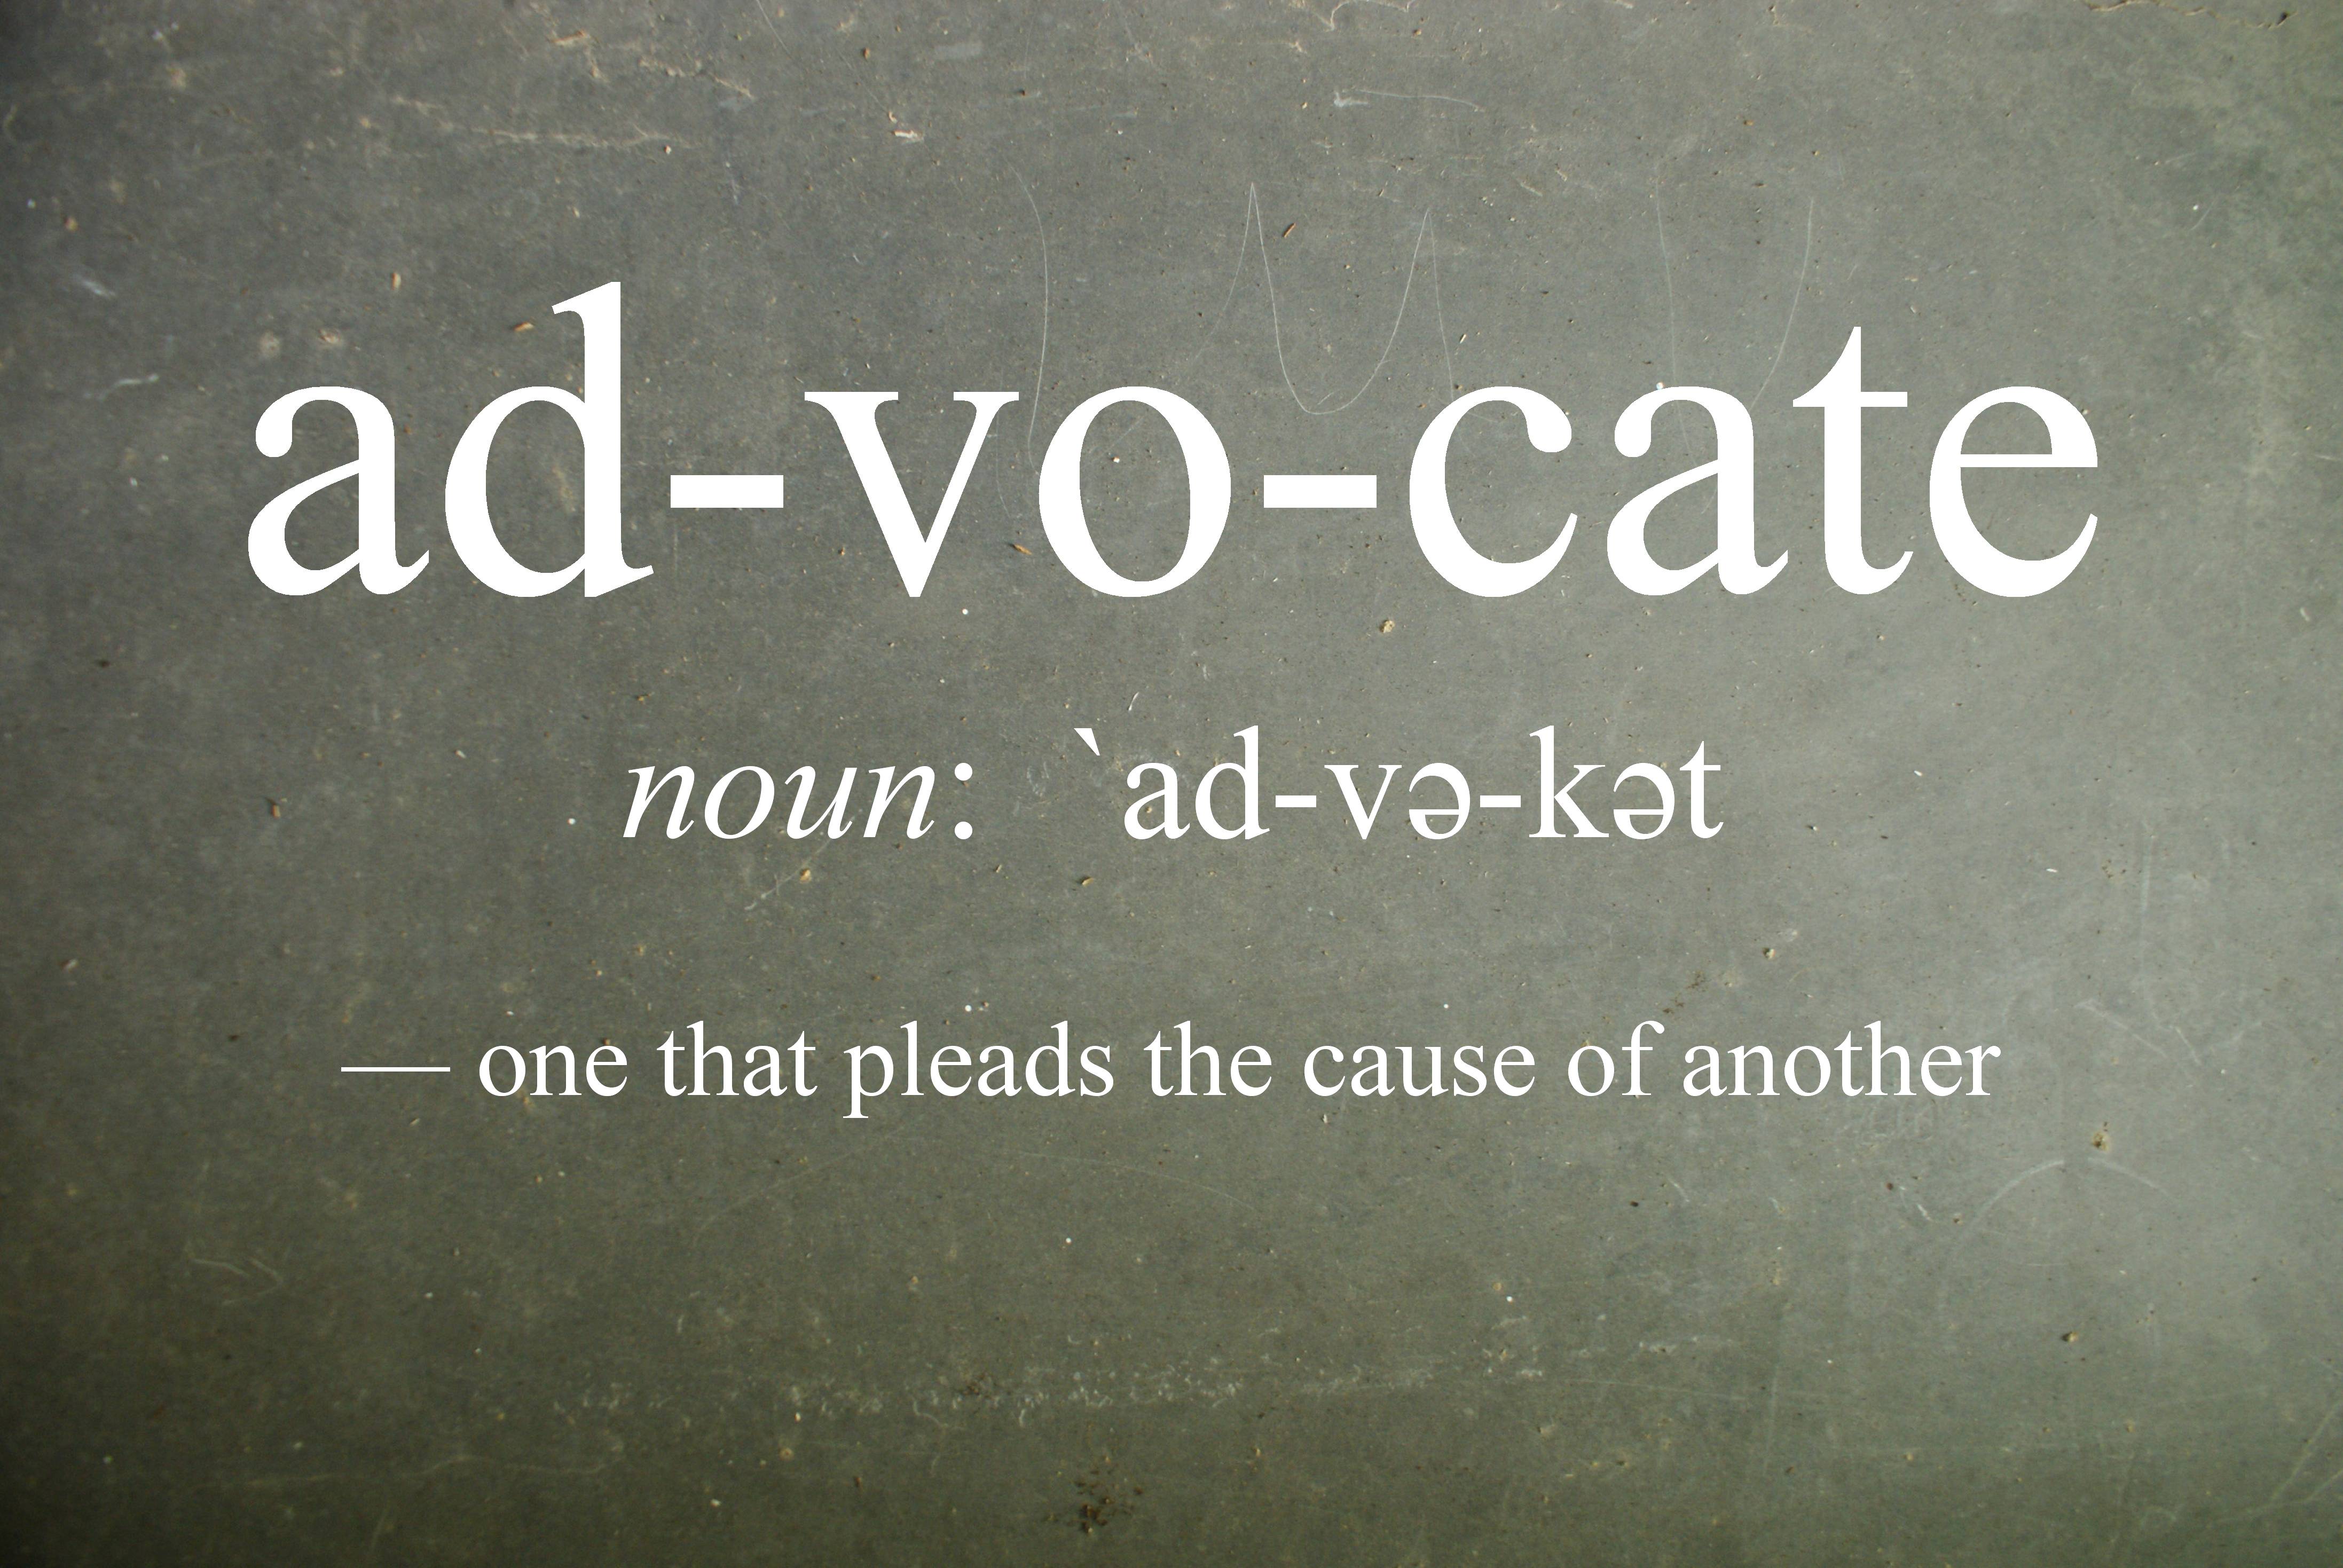 ad-vo-cate
noun: `ad-və-kət
— one that pleads the cause of another